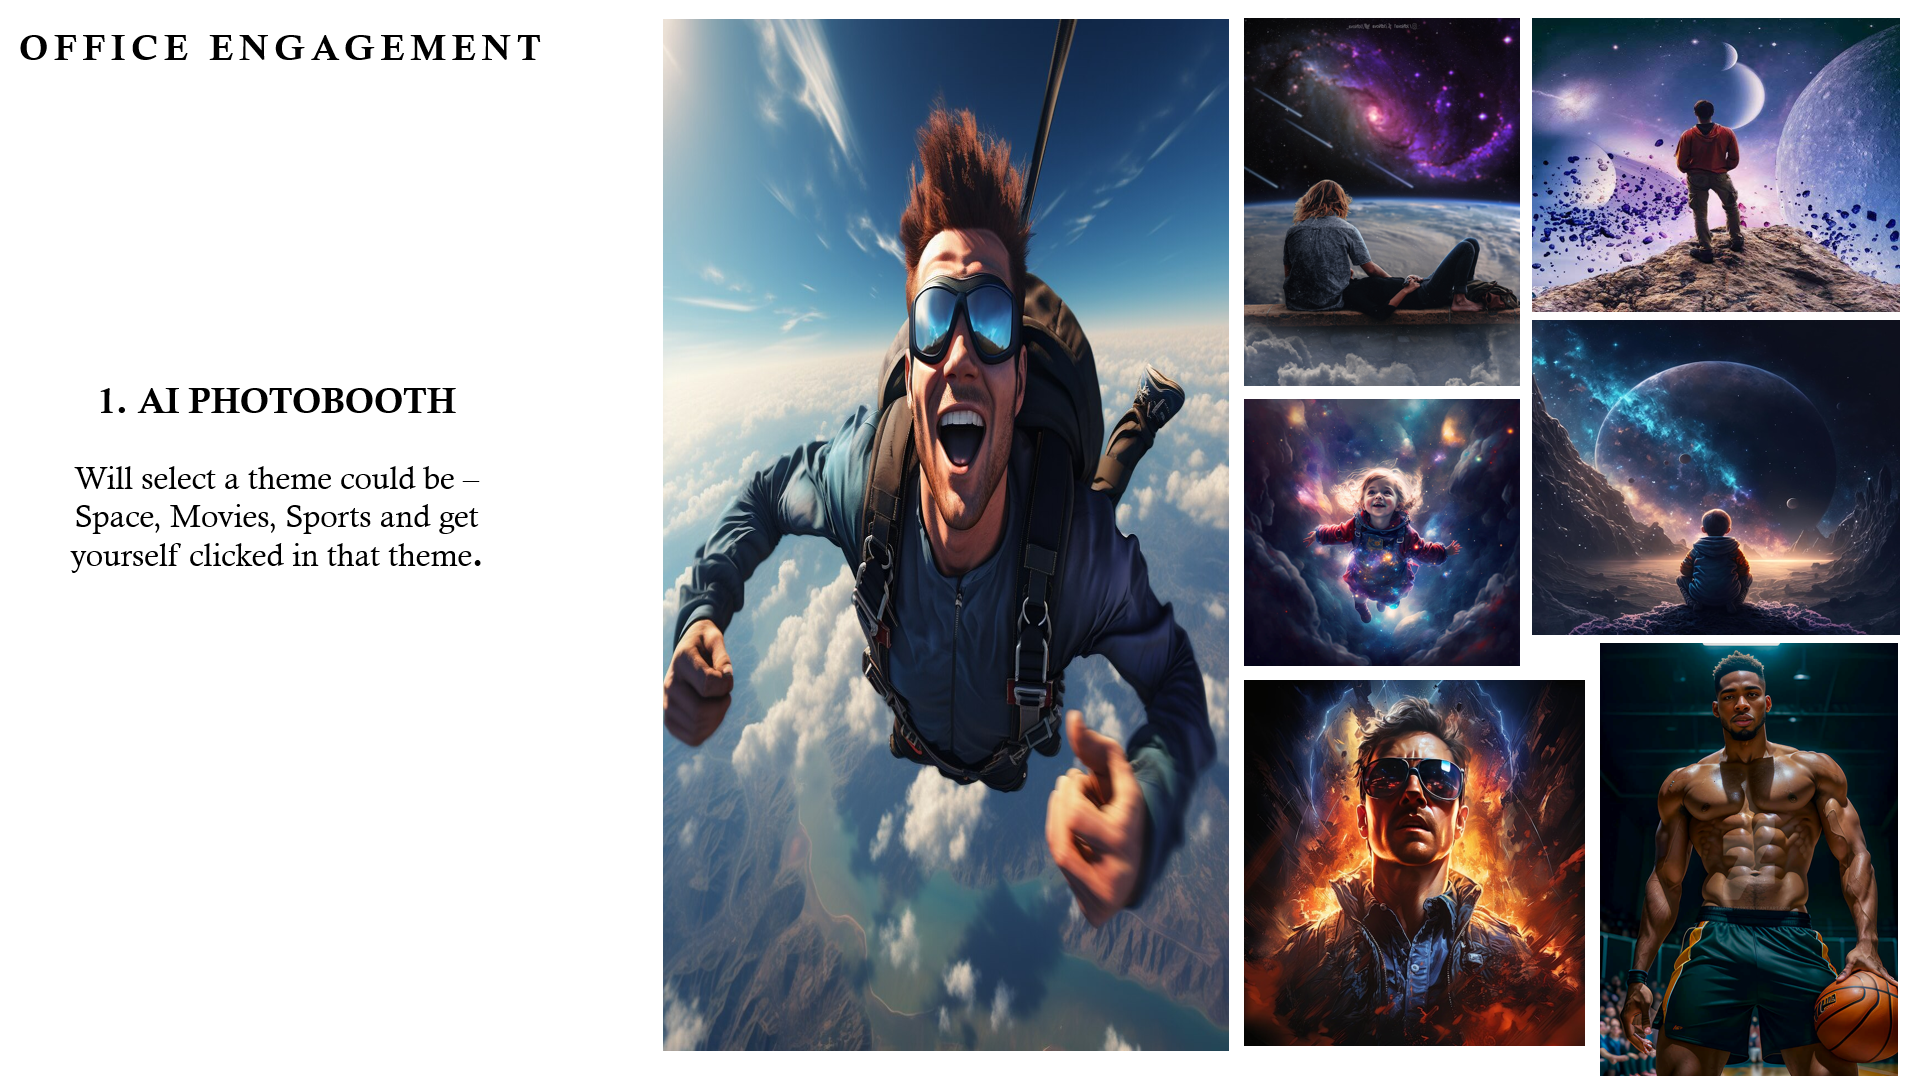 OFFICE ENGAGEMENT
1. AI PHOTOBOOTH
Will select a theme could be –
Space, Movies, Sports and get
yourself clicked in that theme.